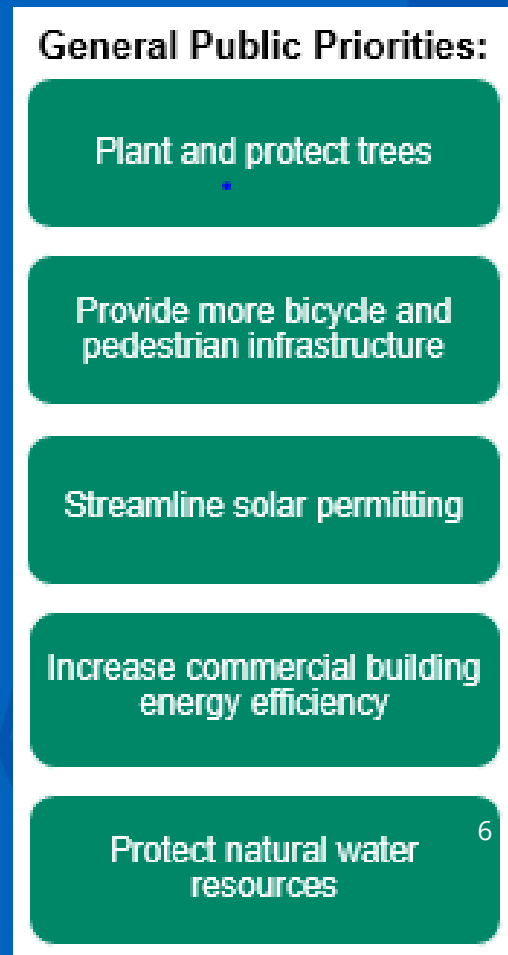 General Public Priorities:
Plant and protect trees
Provide more bicycle and
pedestrian infrastructure
Streamline solar permitting
Increase commercial building
energy efficiency
Protect natural water
resources
6